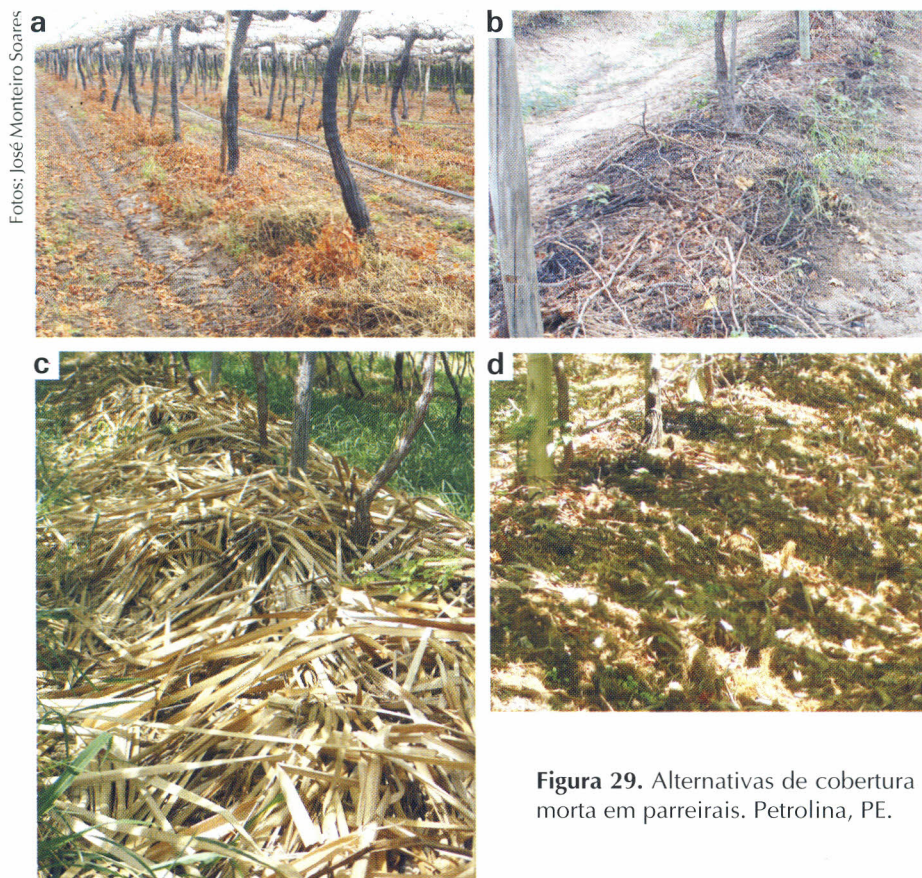 Fotos: José Monteiro Soares
a
b
c
d
Figura 29. Alternativas de cobertura
morta em parreirais. Petrolina, PE.